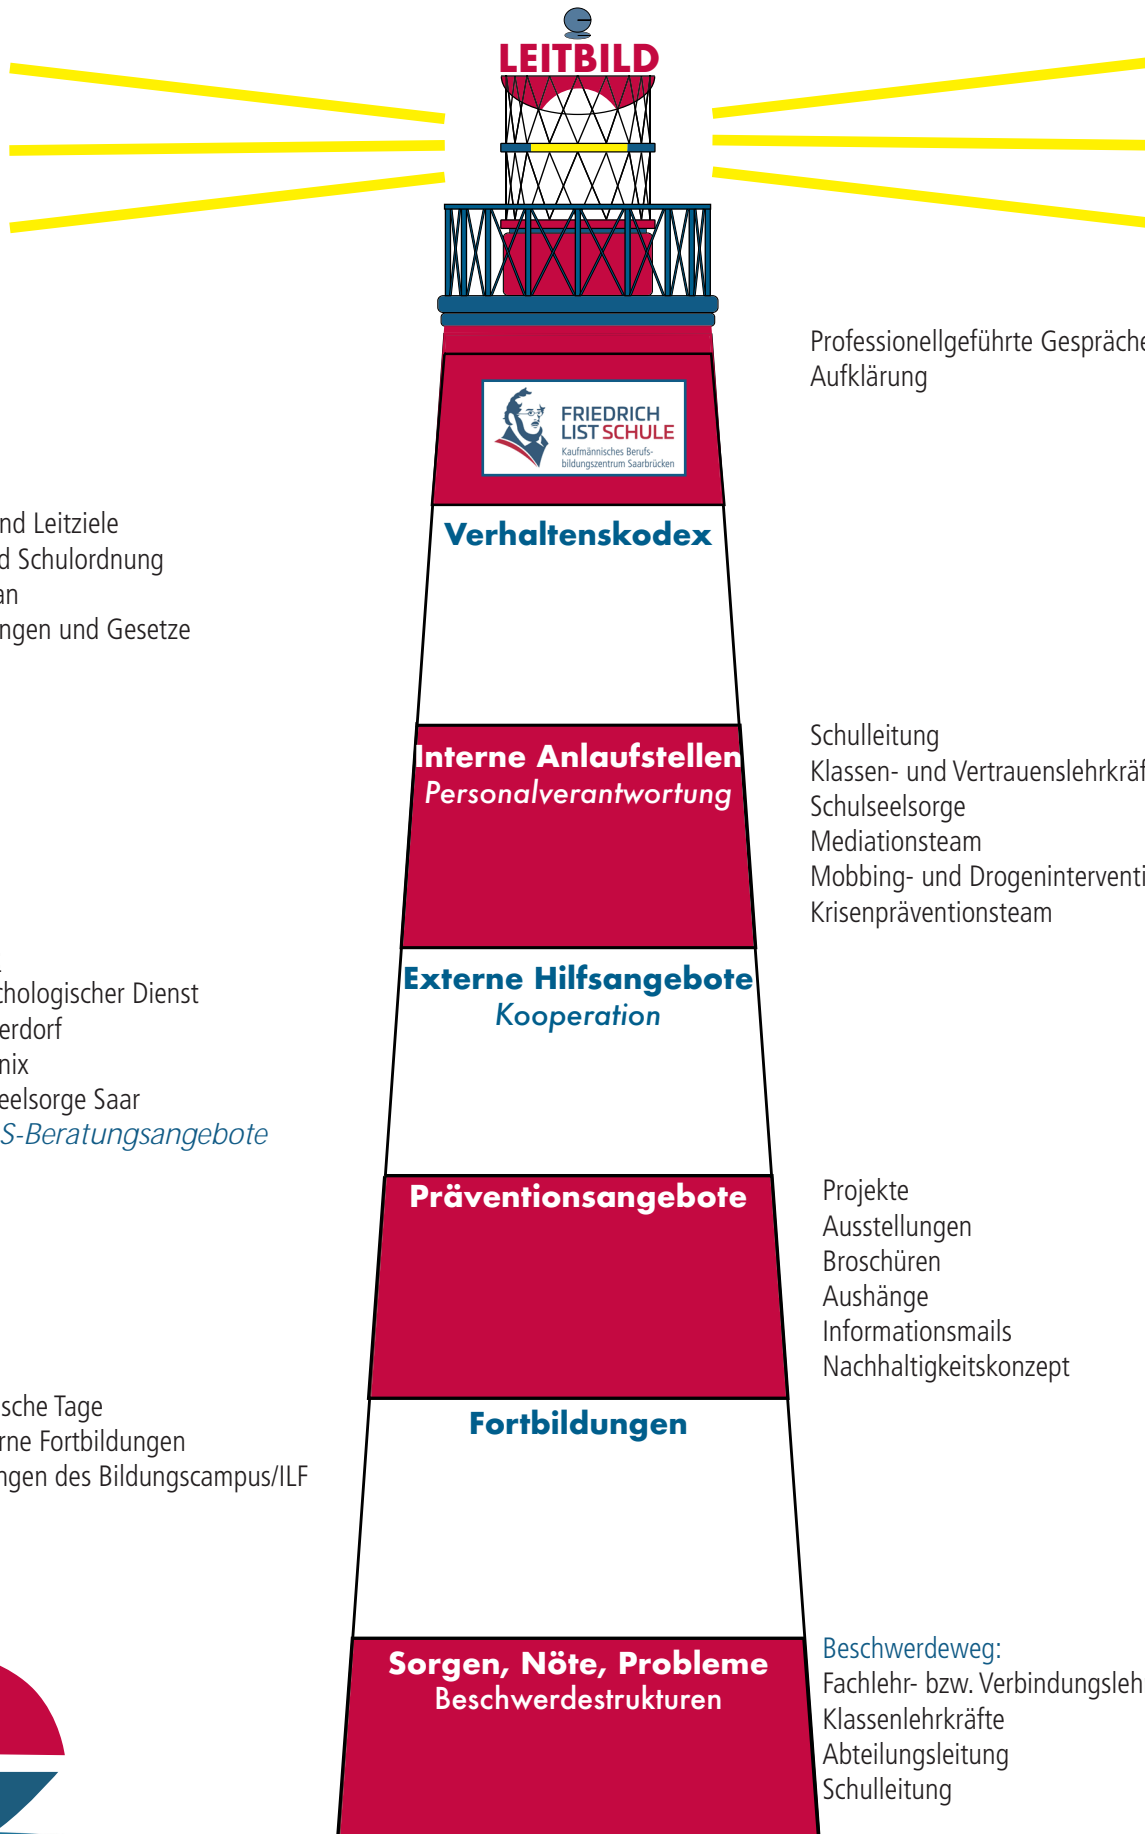 LEITBILD
Professionellgeführte Gespräche
Aufklärung
FRIEDRICH
LIST SCHULE
Kaufmännisches Berufs-
bildungszentrum Saarbrücken
Verhaltenskodex
nd Leitziele
d Schulordnung
an
ngen und Gesetze
Interne Anlaufstellen
Personalverantwortung
Schulleitung
Klassen- und Vertrauenslehrkräf
Schulseelsorge
Mediationsteam
Mobbing- und Drogeninterventi
Krisenpräventionsteam
Externe Hilfsangebote
Kooperation
chologischer Dienst
erdorf
nix
eelsorge Saar
S-Beratungsangebote
Präventionsangebote
Projekte
Ausstellungen
Broschüren
Aushänge
Informationsmails
Nachhaltigkeitskonzept
Fortbildungen
ische Tage
rne Fortbildungen
ngen des Bildungscampus/ILF
Sorgen, Nöte, Probleme
Beschwerdestrukturen
Beschwerdeweg:
Fachlehr- bzw. Verbindungsleh
Klassenlehrkräfte
Abteilungsleitung
Schulleitung